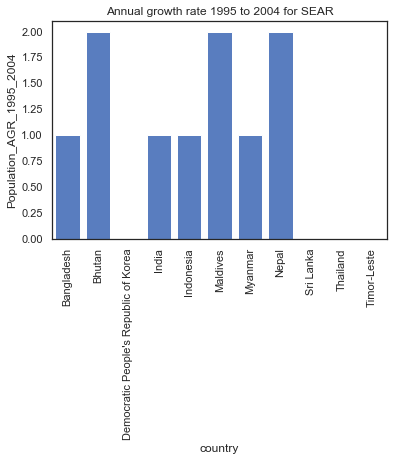 Annual growth rate 1995 to 2004 for SEAR
Population_AGR_1995_2004
2.00
1.75
1.50
1.25
1.00
0.75
0.50
0.25
0.00
Bangladesh
Bhutan
Democratic People's Republic of Korea
India
Indonesia
Maldives
Myanmar
Nepal
Sri Lanka
Thailand
Timor-Leste
country